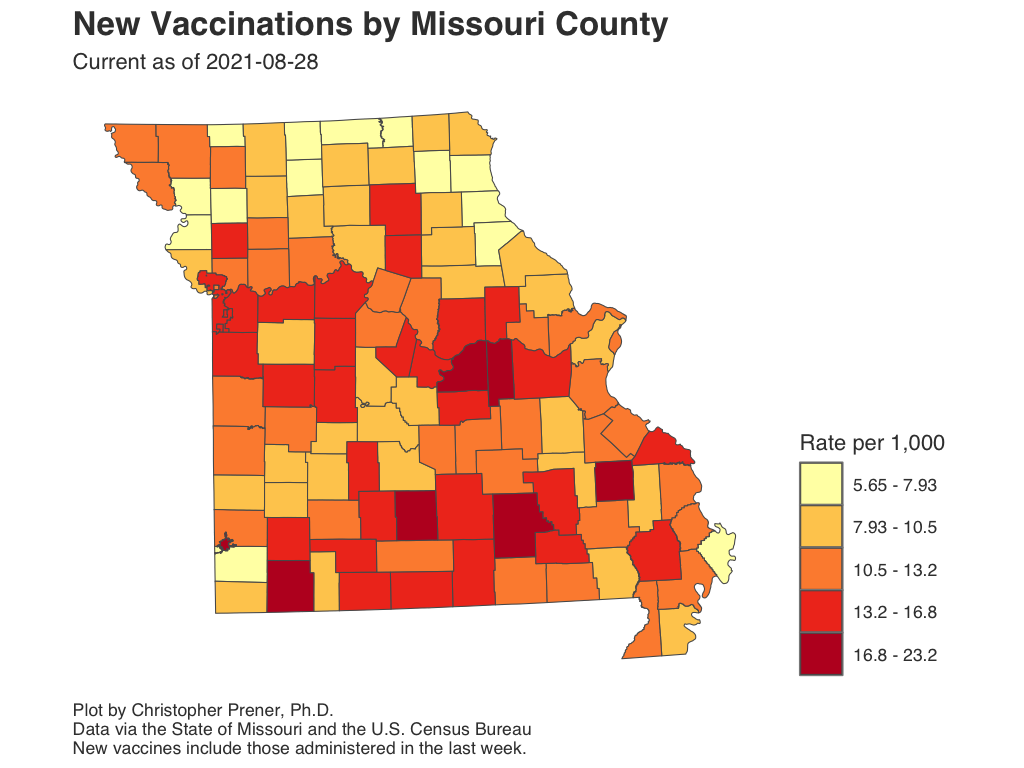 New Vaccinations by Missouri County
Current as of 2021-08-28
Rate per 1,000
5.65 - 7.93
7.93 - 10.5
10.5 - 13.2
13.2 - 16.8
16.8 - 23.2
Plot by Christopher Prener, Ph.D.
Data via the State of Missouri and the U.S. Census Bureau
New vaccines include those administered in the last week.